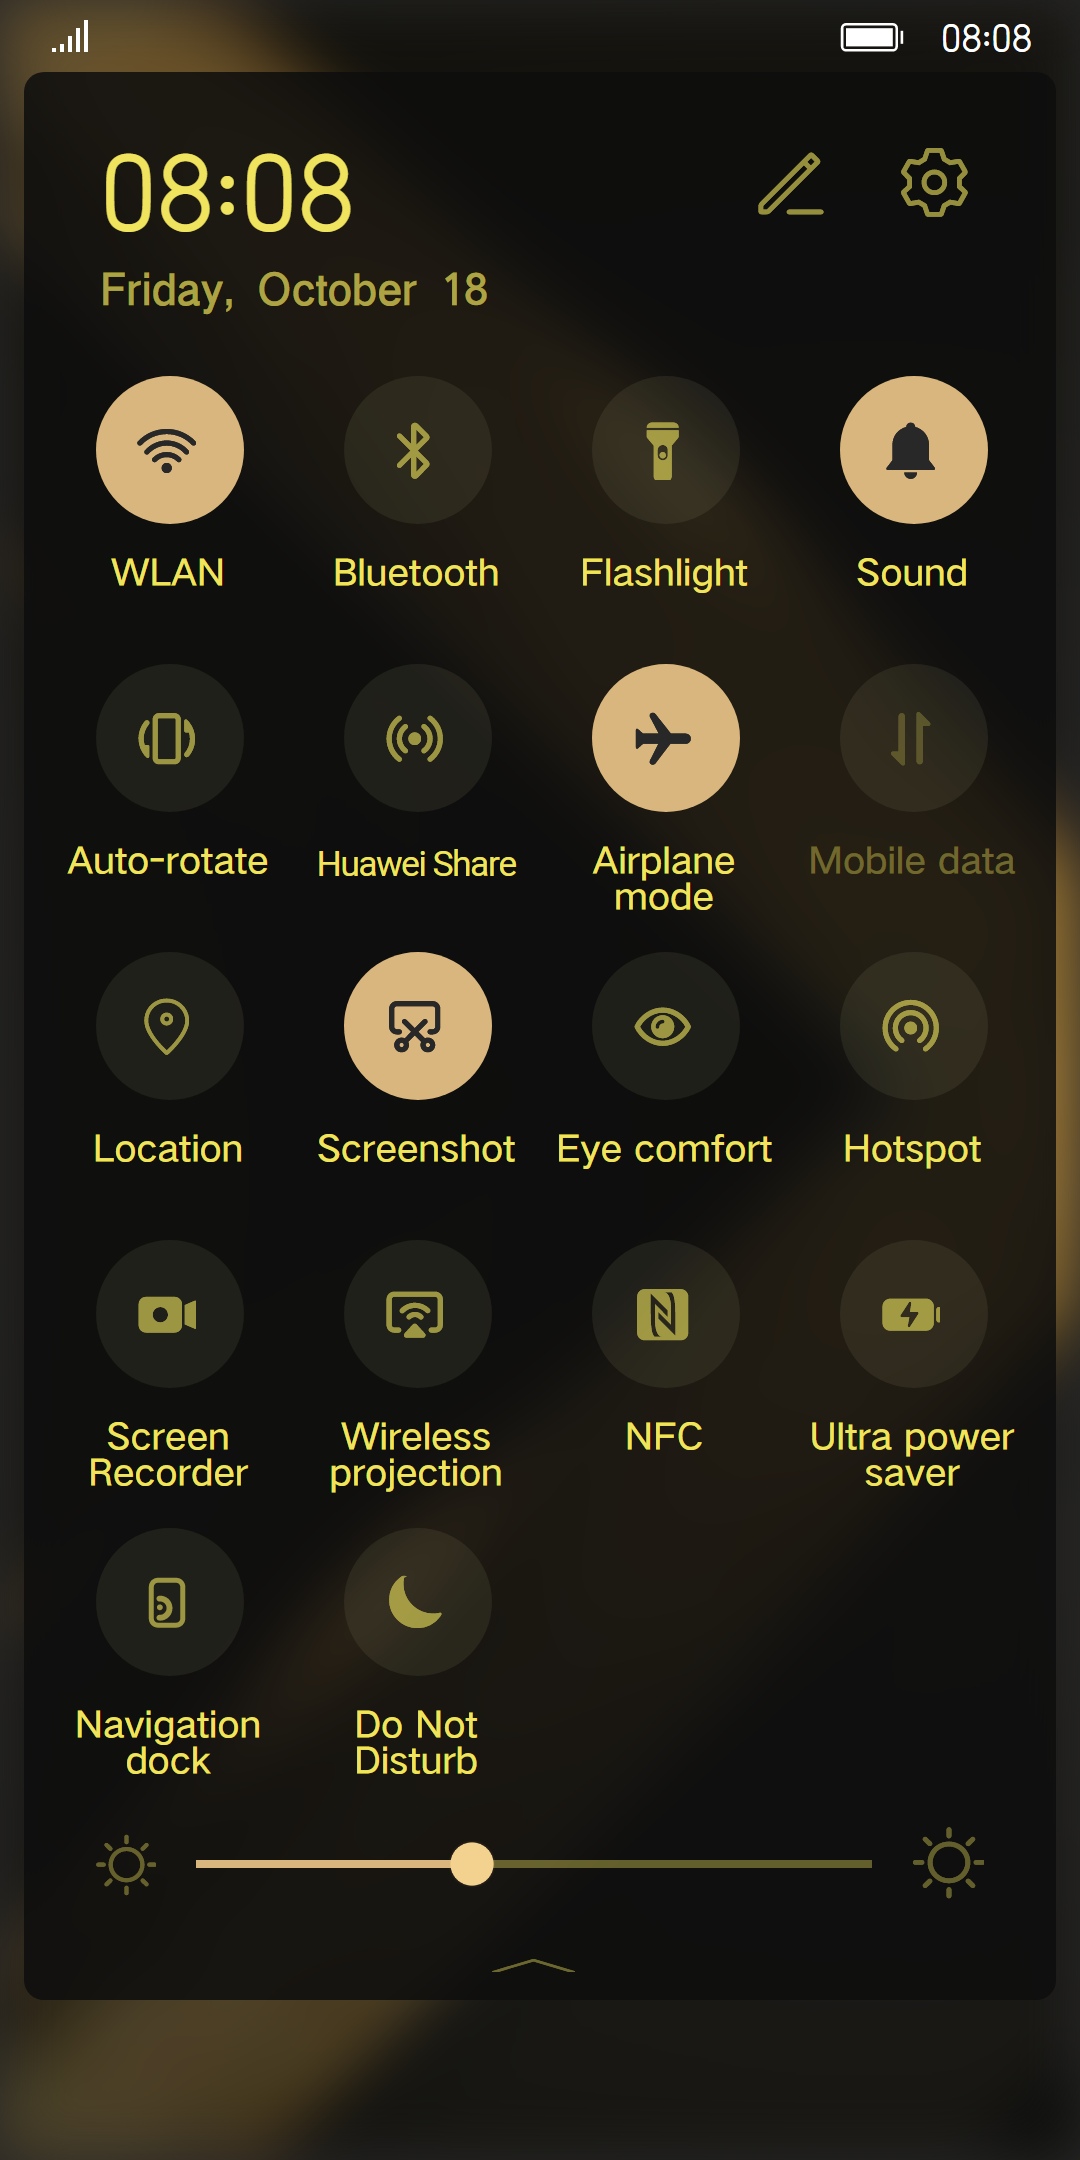 08:08
08:08
Friday, October 18
WLAN
Bluetooth
Flashlight
Sound
Auto-rotate
Huawei Share
Airplane
mode
Mobile data
Location
Screenshot
Eye comfort
Hotspot
Screen
Recorder
Wireless
projection
NFC
Ultra power
saver
Navigation
dock
Do Not
Disturb